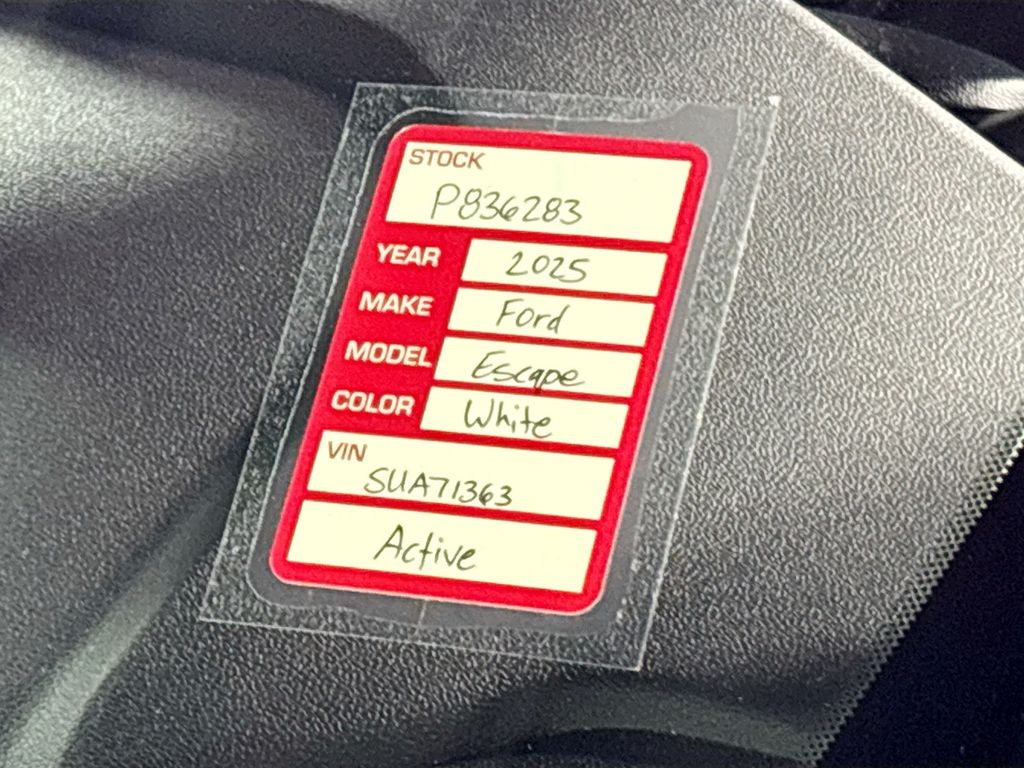 STOCK
P836283
YEAR 2025
MAKE Ford
MODEL Escape
COLOR White
VIN
SUA71363
Active